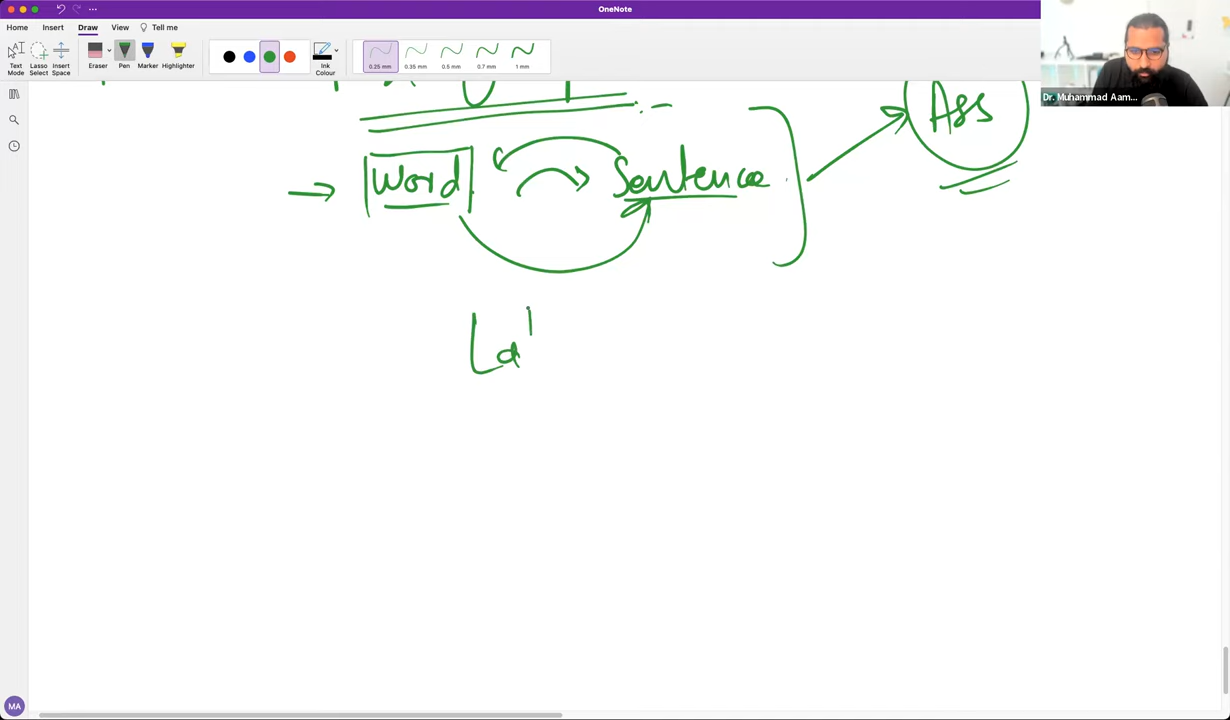 OneNote
Home Insert Draw View Tell me
Text Mode Lasso Select Insert Space Eraser Pen Marker Highlighter Ink Colour 0.25 mm 0.35 mm 0.5 mm 0.7 mm 1 mm
Dr. Muhammad Aam...
Ass
Word Sentence
MA